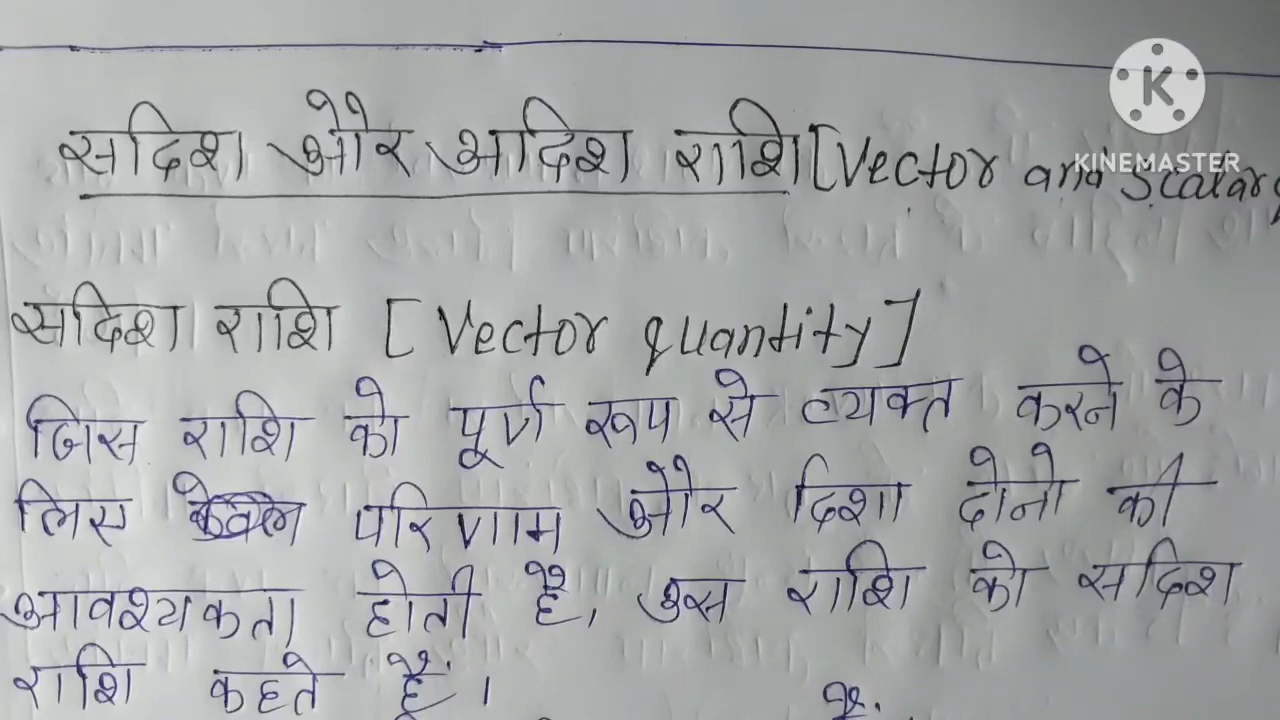 सदिश और अदिश राशि [Vector and Scalar
K
KINEMASTER
सदिश राशि [Vector quantity]
जिस राशि को पूर्ण रूप से व्यक्त करने के
लिए परिणाम और दिशा दोनो की
आवश्यकता होती है, उस राशि को सदिश
राशि कहते हैं।